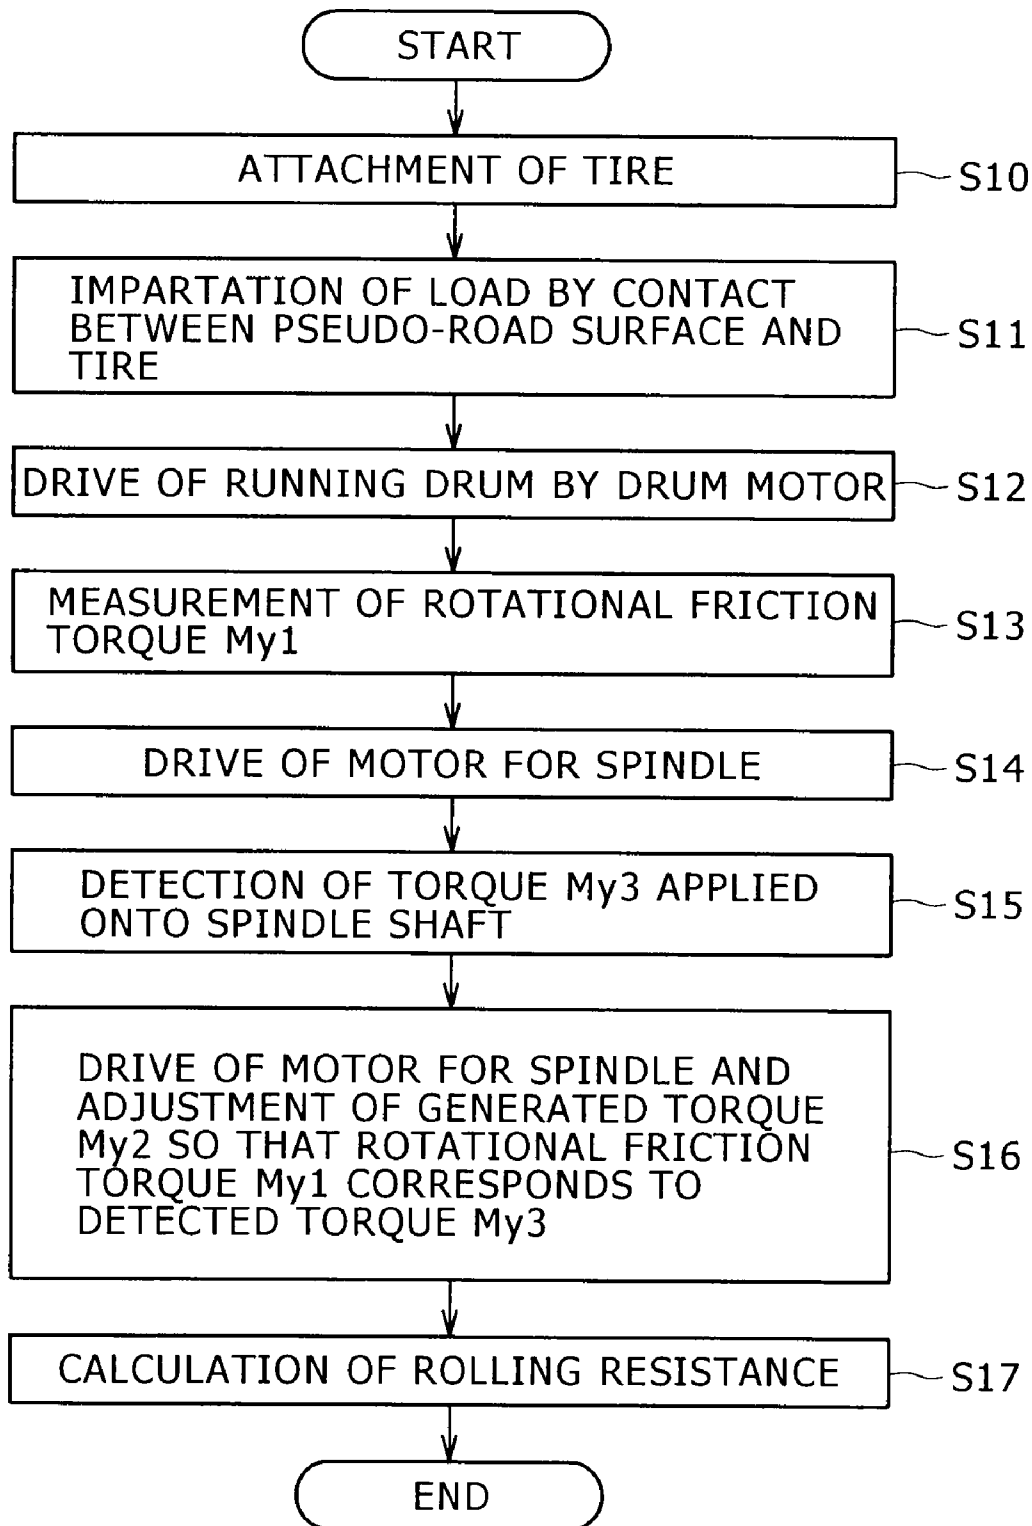 START
ATTACHMENT OF TIRE
S10
IMPARTATION OF LOAD BY CONTACT
BETWEEN PSEUDO-ROAD SURFACE AND
TIRE
S11
DRIVE OF RUNNING DRUM BY DRUM MOTOR
S12
MEASUREMENT OF ROTATIONAL FRICTION
TORQUE My1
S13
DRIVE OF MOTOR FOR SPINDLE
S14
DETECTION OF TORQUE My3 APPLIED
ONTO SPINDLE SHAFT
S15
DRIVE OF MOTOR FOR SPINDLE AND
ADJUSTMENT OF GENERATED TORQUE
My2 SO THAT ROTATIONAL FRICTION
TORQUE My1 CORRESPONDS TO
DETECTED TORQUE My3
S16
CALCULATION OF ROLLING RESISTANCE
S17
END